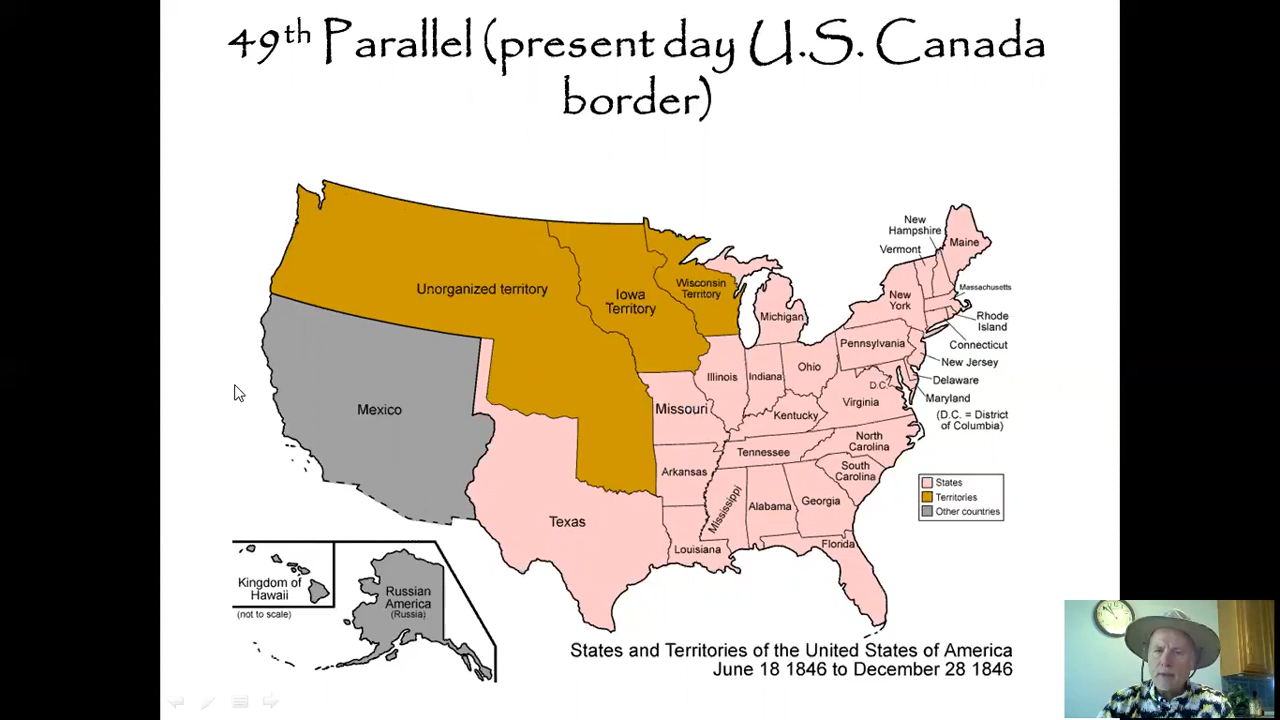 49th Parallel (present day U.S. Canada
border)
New
Hampshire
Vermont
Maine
Massachusetts
Unorganized territory
Iowa
Territory
Wisconsin
Territory
Michigan
New
York
Rhode
Island
Connecticut
Pennsylvania
New Jersey
Ohio
Illinois
Indiana
D.C.
Delaware
Maryland
(D.C. = District
of Columbia)
Mexico
Missouri
Kentucky
Virginia
North
Carolina
Tennessee
Arkansas
South
Carolina
Mississippi
Alabama
Georgia
States
Territories
Other countries
Texas
Louisiana
Florida
Kingdom of
Hawaii
(not to scale)
Russian
America
(Russia)
States and Territories of the United States of America
June 18 1846 to December 28 1846